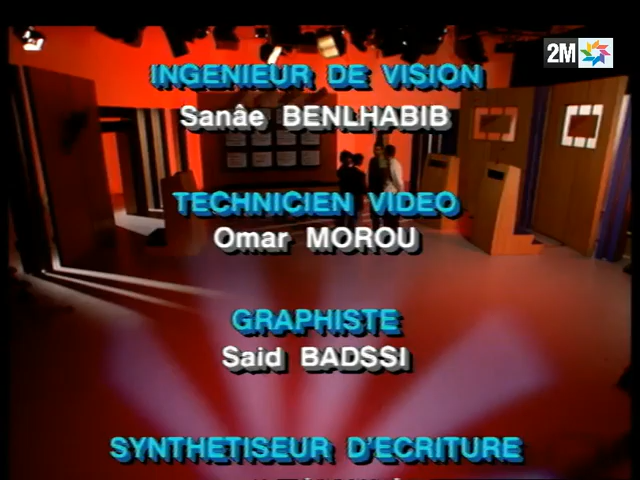 2M
INGENIEUR DE VISION
Sanâe BENLHABIB
TECHNICIEN VIDEO
Omar MOROU
GRAPHISTE
Said BADSSI
SYNTHETISEUR D'ECRITURE